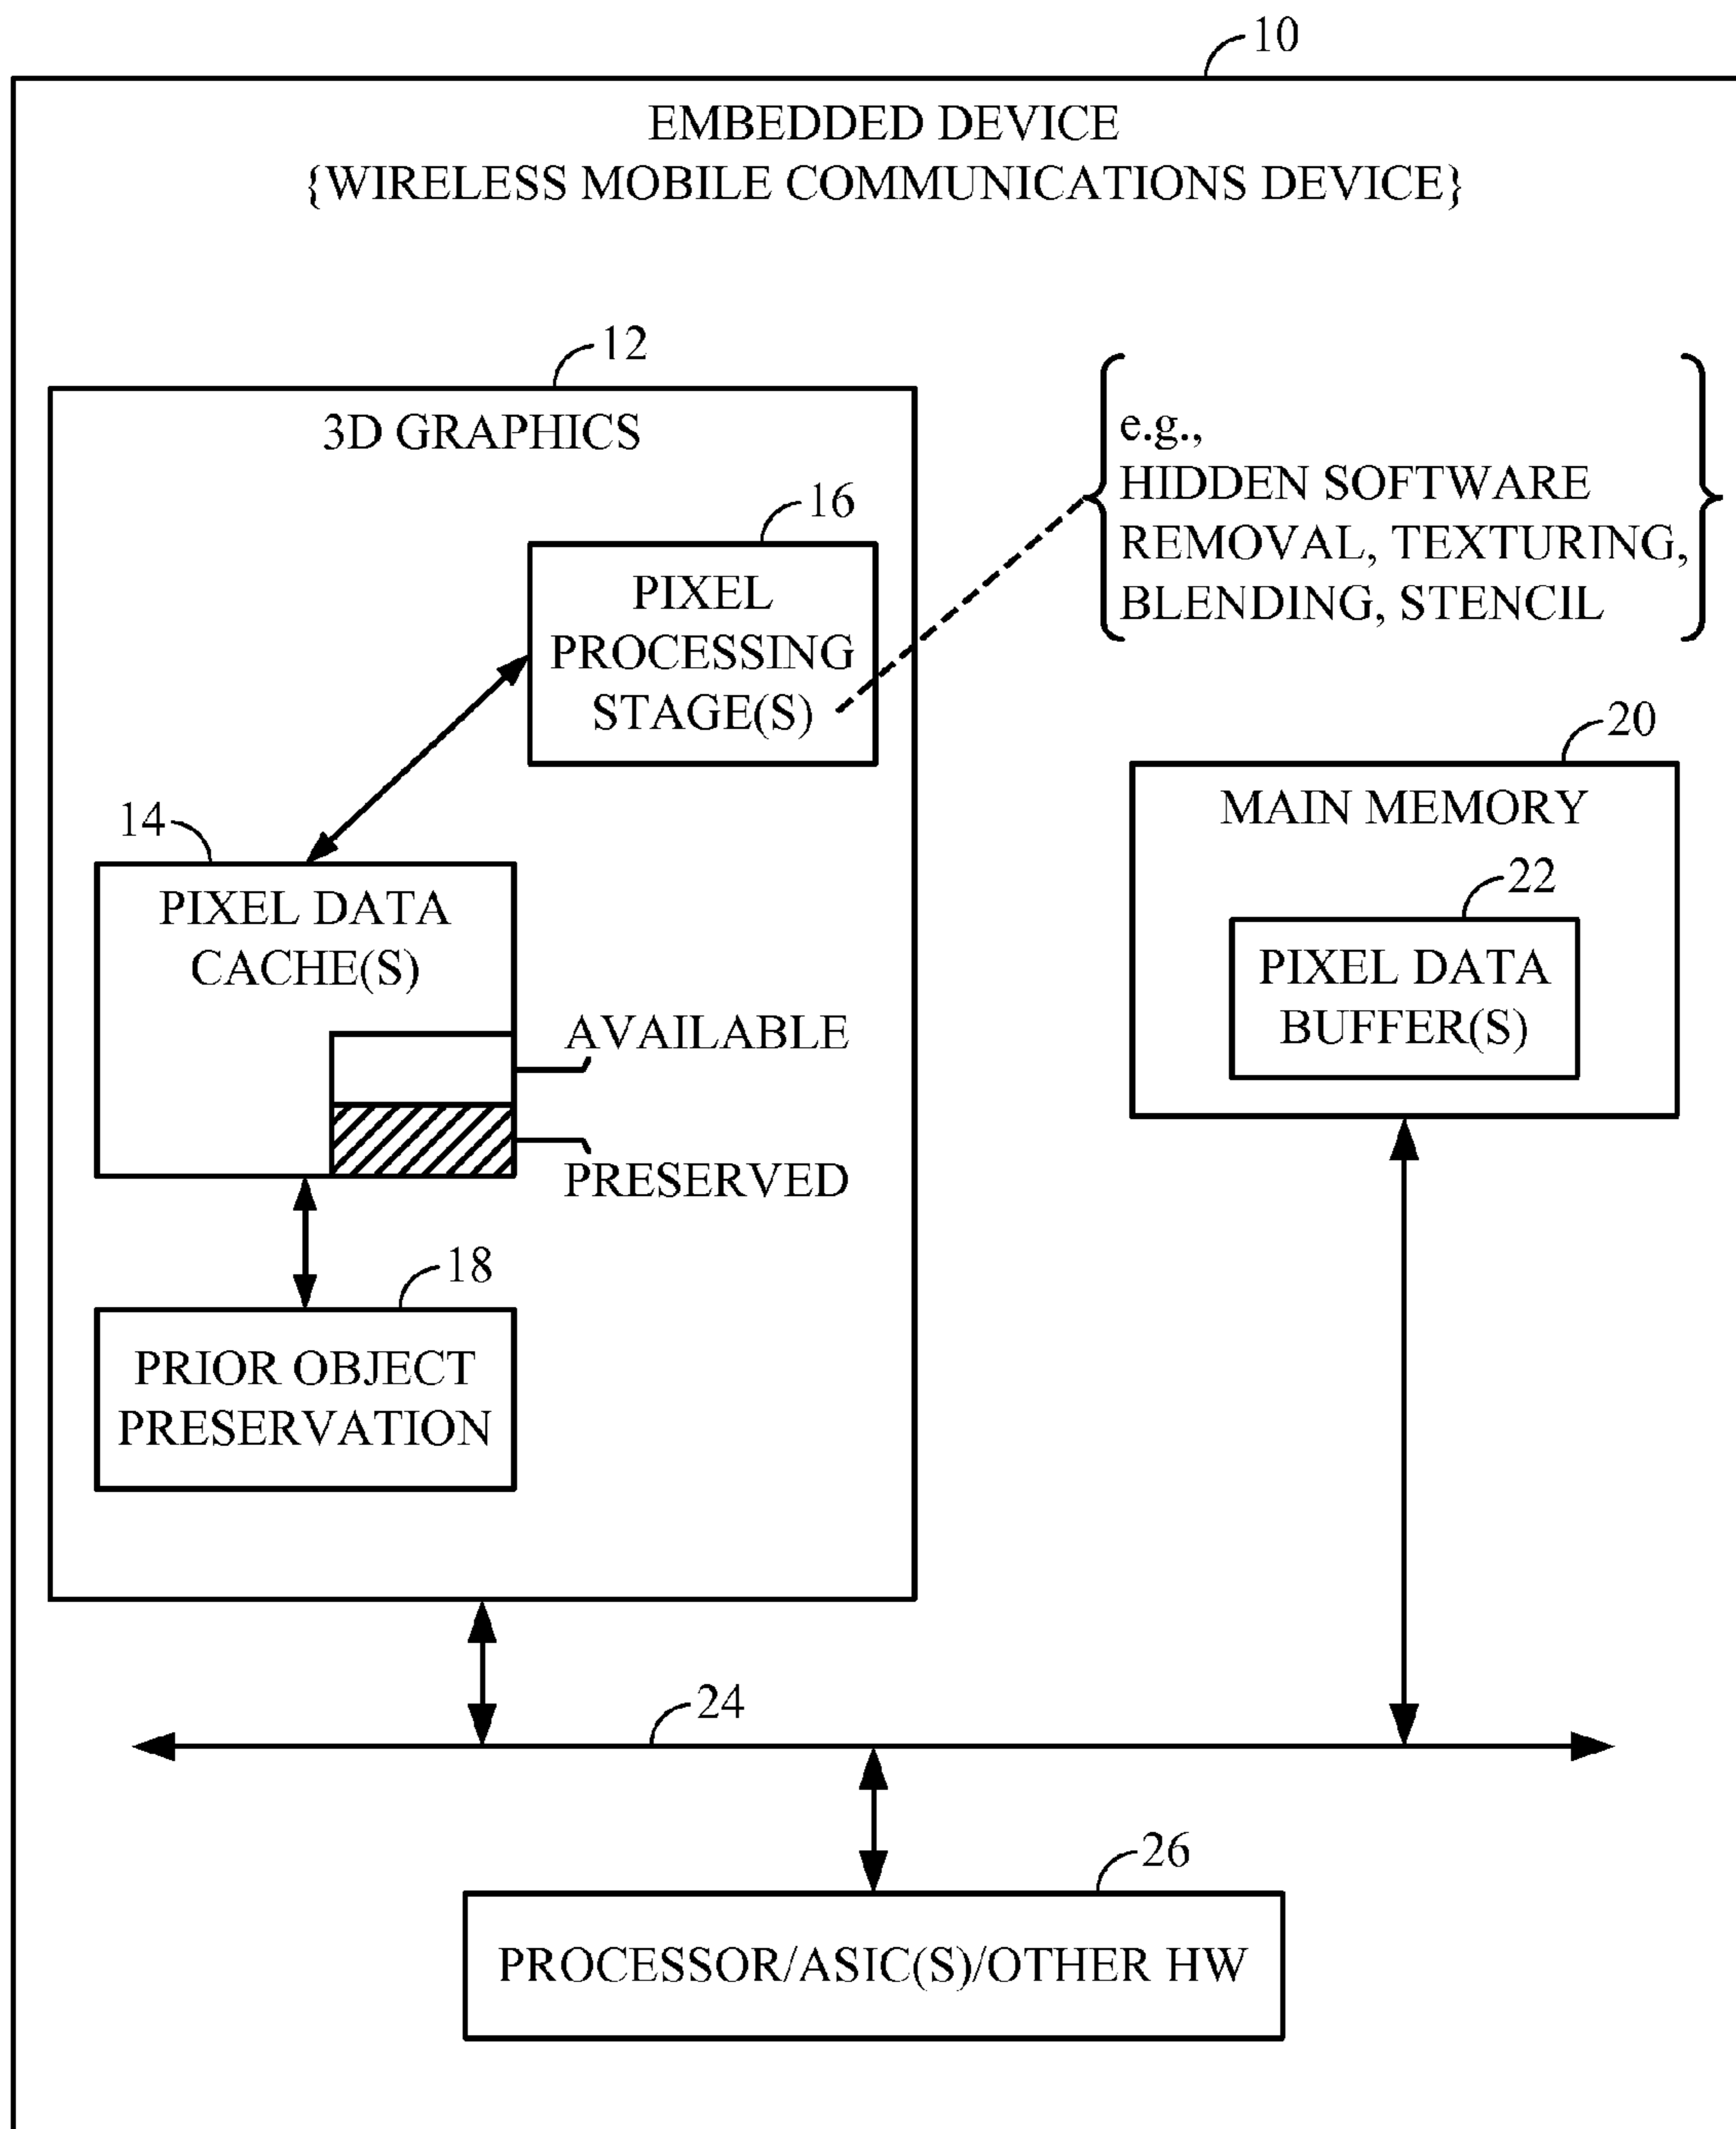 10
EMBEDDED DEVICE
{WIRELESS MOBILE COMMUNICATIONS DEVICE}
12
3D GRAPHICS
16
PIXEL
PROCESSING
STAGE(S)
e.g.,
HIDDEN SOFTWARE
REMOVAL, TEXTURING,
BLENDING, STENCIL
14
PIXEL DATA
CACHE(S)
AVAILABLE
PRESERVED
18
PRIOR OBJECT
PRESERVATION
20
MAIN MEMORY
22
PIXEL DATA
BUFFER(S)
24
26
PROCESSOR/ASIC(S)/OTHER HW